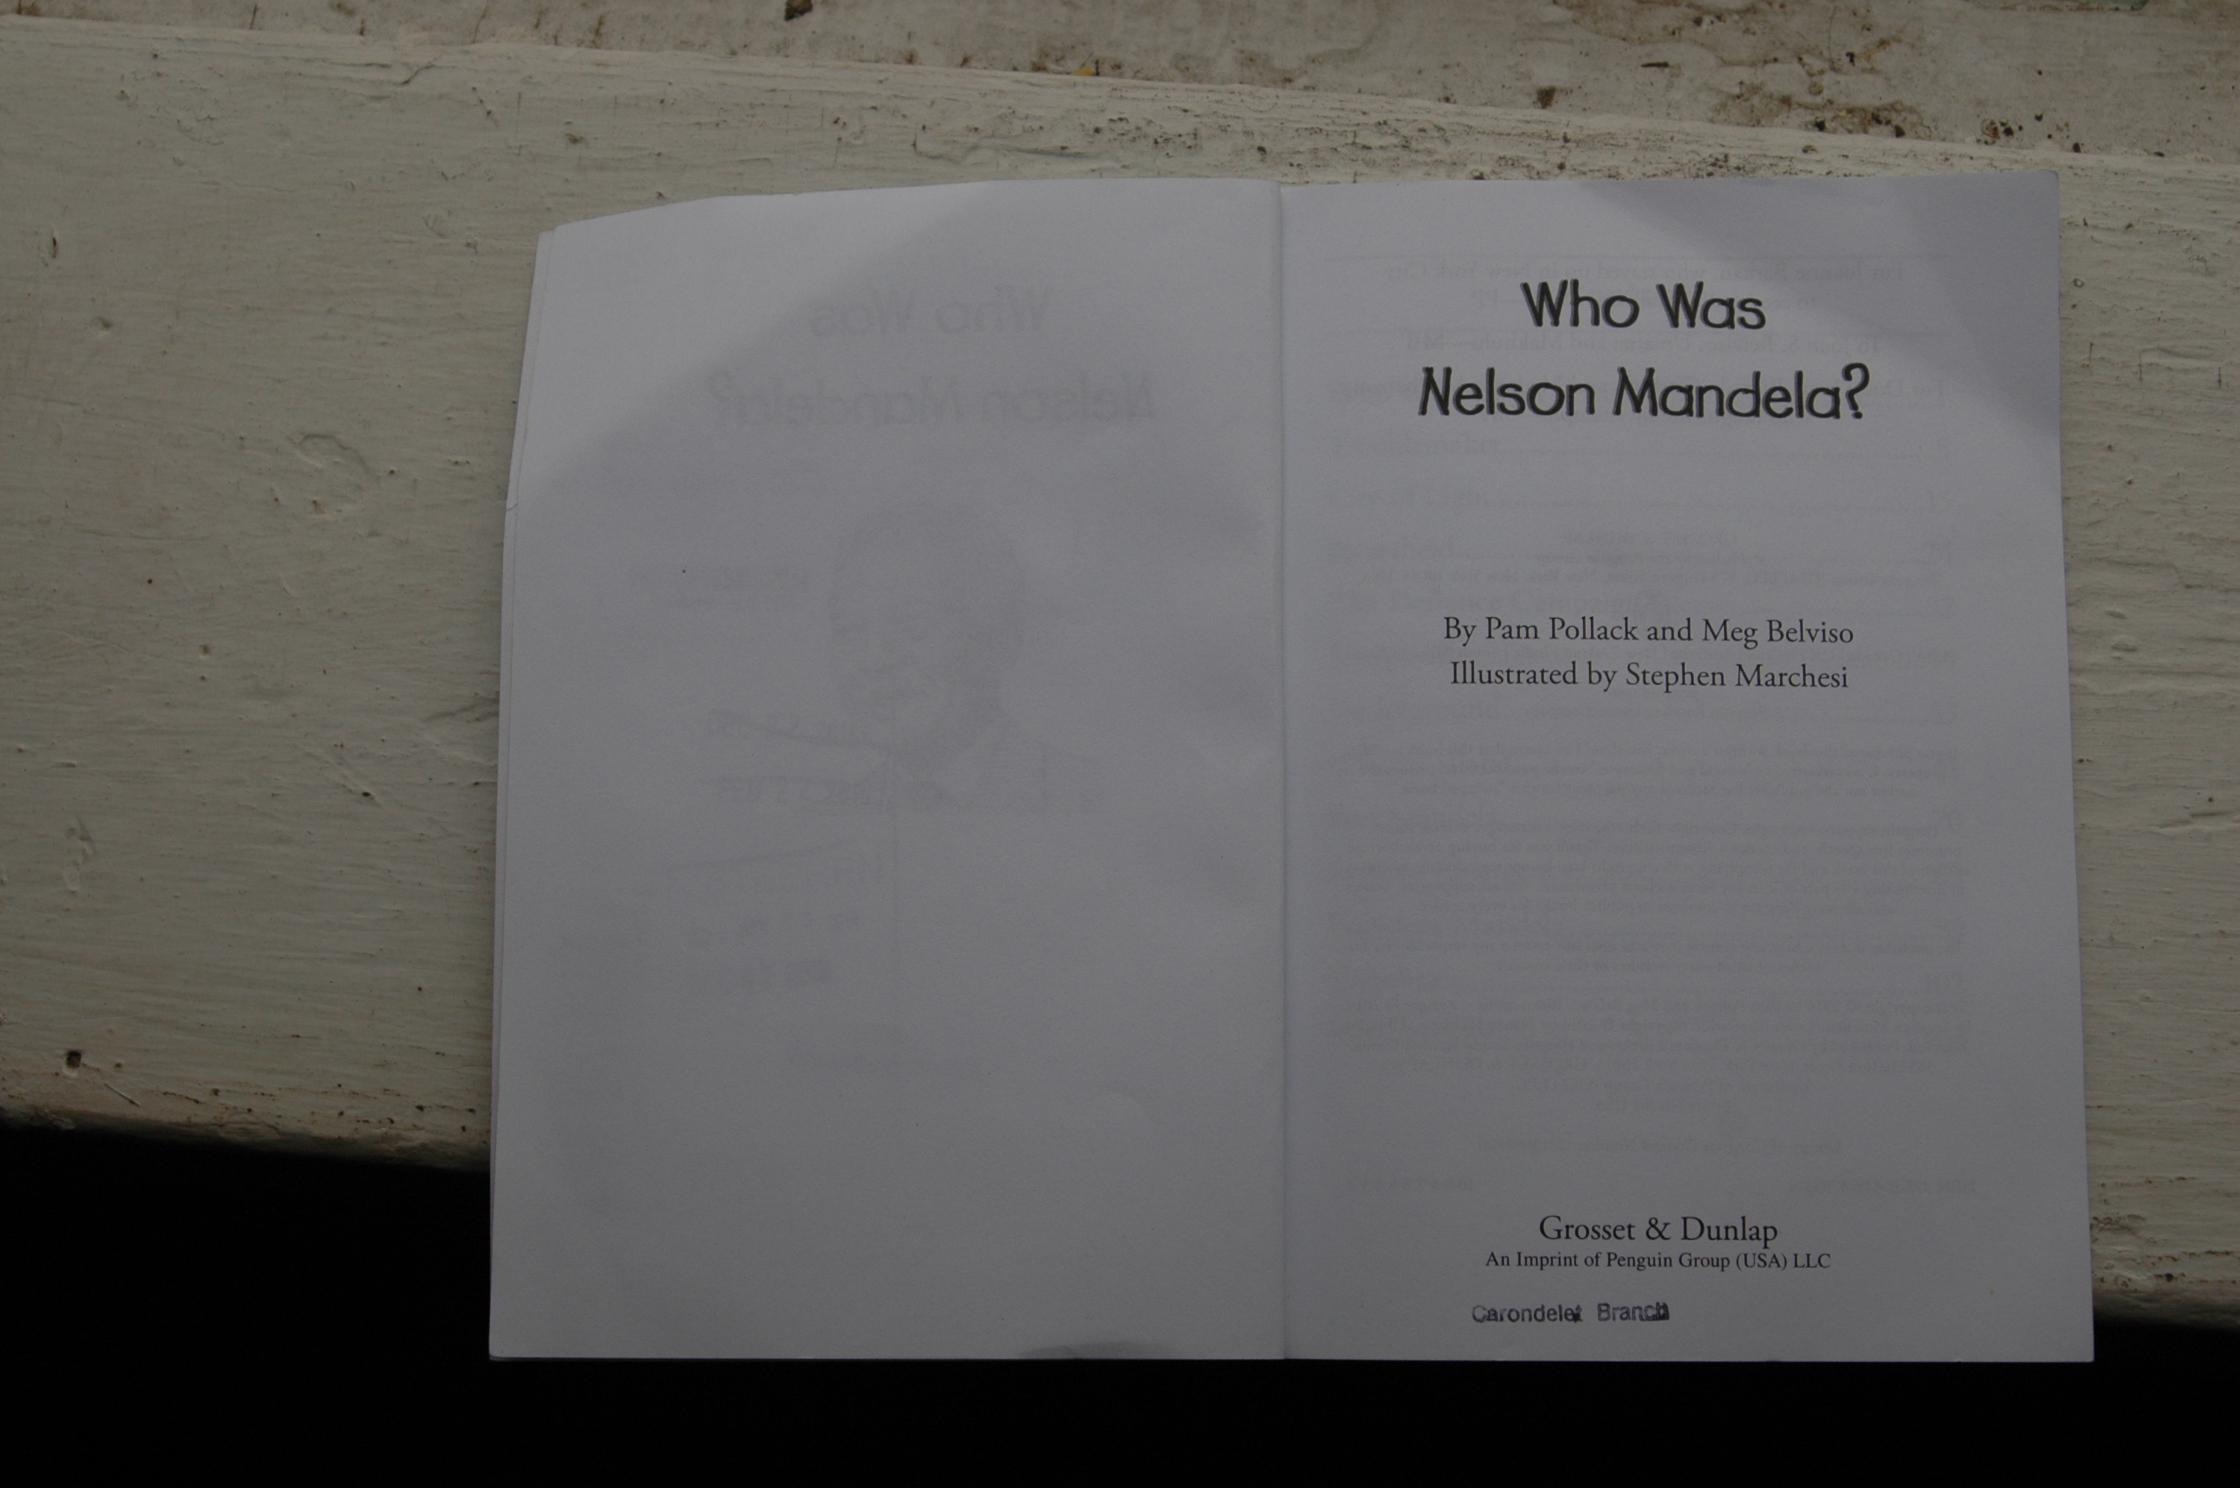 Who Was
Nelson Mandela?
By Pam Pollack and Meg Belviso
Illustrated by Stephen Marchesi
Grosset & Dunlap
An Imprint of Penguin Group (USA) LLC
Carondelet Branch